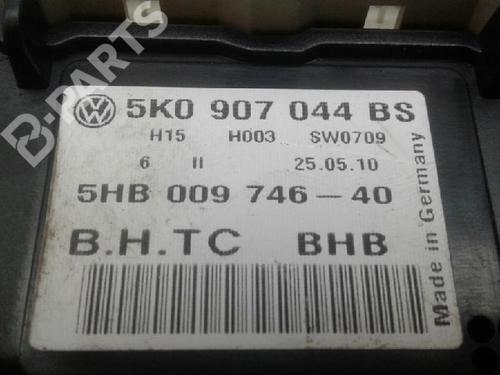 B-PARTS
VW 5K0 907 044 BS
H15 H003 SW0709
6 II 25.05.10
5HB 009 746-40
B.H.TC BHB
Made in Germany